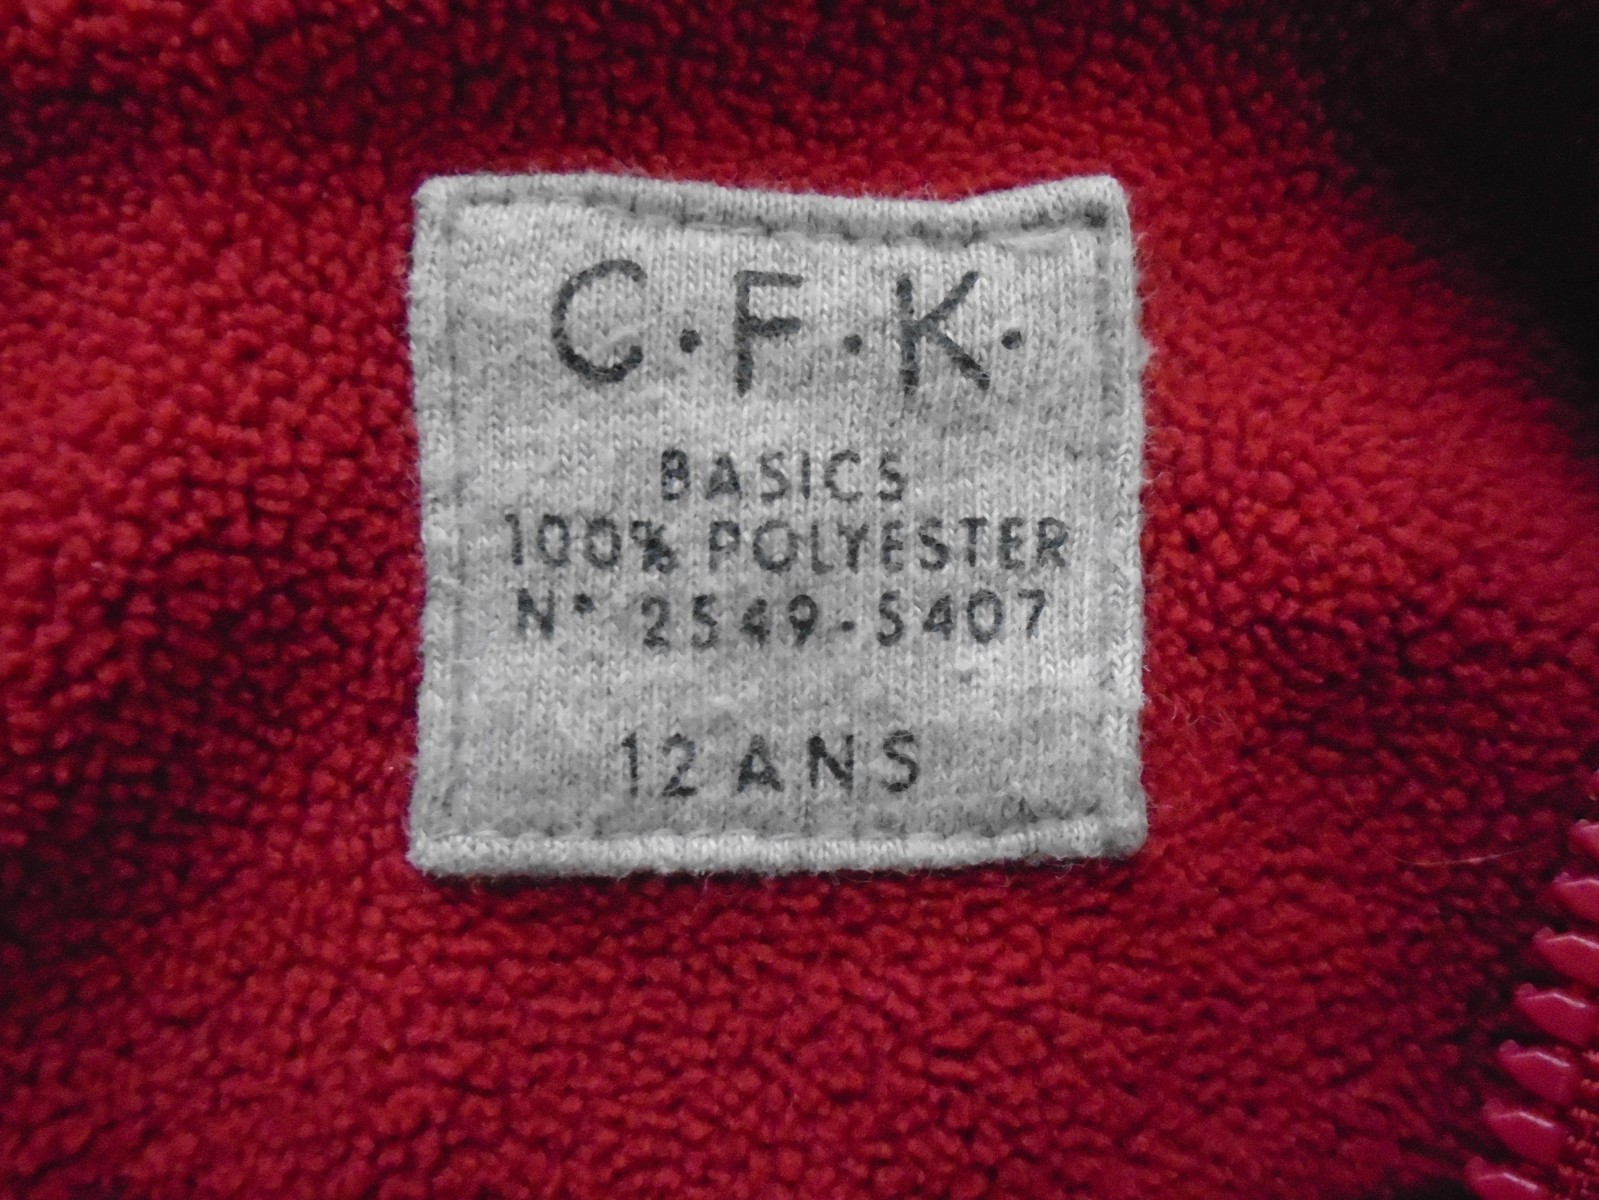 C.F.K.
BASICS
100% POLYESTER
N° 2549-5407
12 ANS